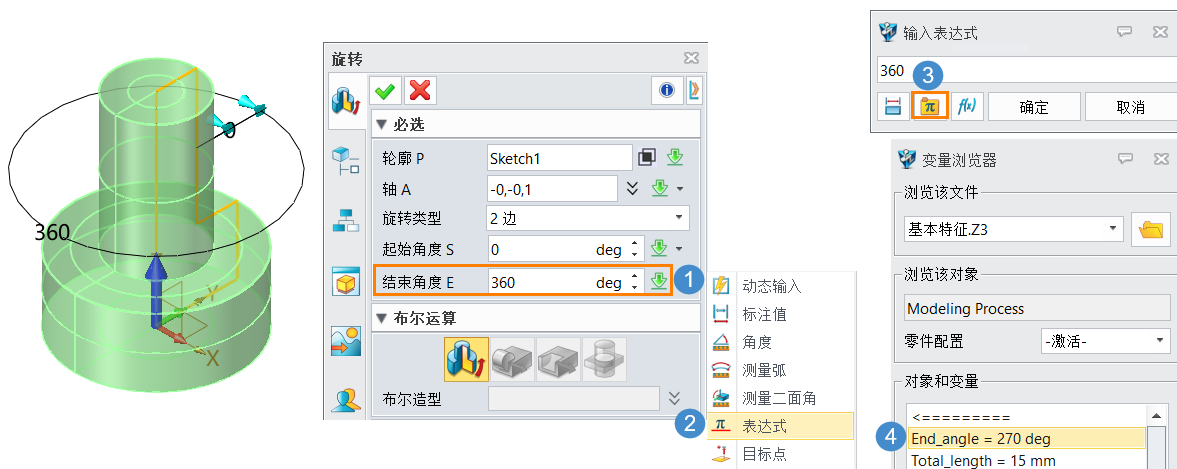 0
360
Y
X
旋转
必选
轮廓 P
Sketch1
轴 A
-0,-0,1
旋转类型
2 边
起始角度 S
0 deg
结束角度 E
360 deg
1
布尔运算
布尔造型
动态输入
标注值
角度
测量弧
测量二面角
2
π 表达式
目标点
输入表达式
360
3
π
f(x)
确定
取消
变量浏览器
浏览该文件
基本特征.Z3
浏览该对象
Modeling Process
零件配置
-激活-
对象和变量
<=========
4
End_angle = 270 deg
Total_length = 15 mm